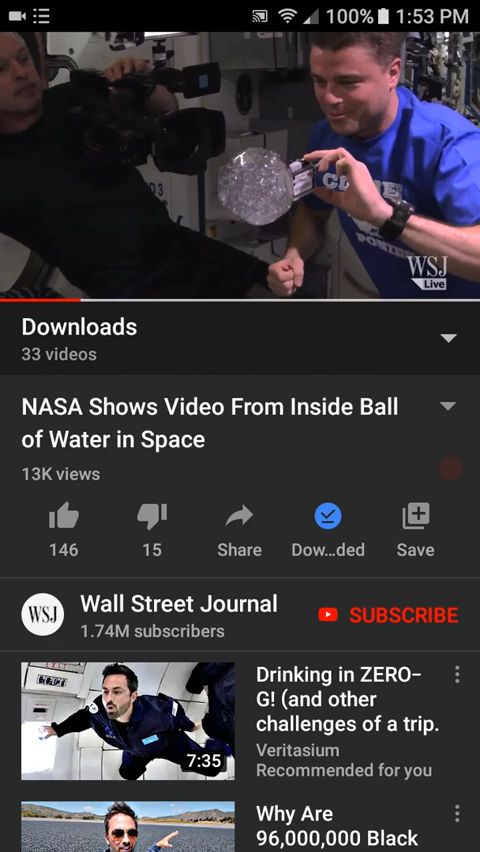 100% 1:53 PM
WSJ
Live
Downloads
33 videos
NASA Shows Video From Inside Ball
of Water in Space
13K views
146
15
Share
Dow...ded
Save
WSJ
Wall Street Journal
1.74M subscribers
SUBSCRIBE
7:35
Drinking in ZERO-
G! (and other
challenges of a trip.
Veritasium
Recommended for you
Why Are
96,000,000 Black